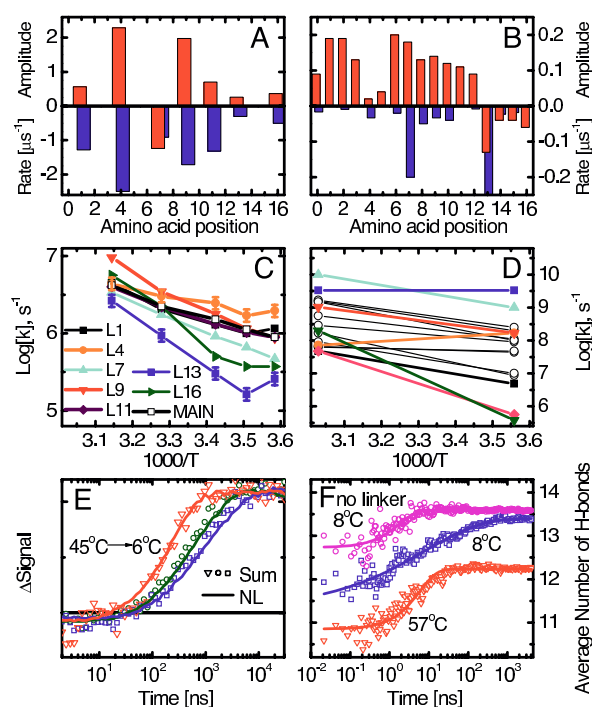 A
B
Amplitude
2
1
0
-1
-2
Rate [μs⁻¹]
0 2 4 6 8 10 12 14 16
Amino acid position
0.2
0.1
0.0
-0.1
-0.2
Amplitude
Rate [μs⁻¹]
0 2 4 6 8 10 12 14 16
Amino acid position
C
D
Log[k], s⁻¹
7
6
5
L1
L4
L7
L9
L11
L13
L16
MAIN
3.1 3.2 3.3 3.4 3.5 3.6
1000/T
10
9
8
7
6
5
Log[k], s⁻¹
3.1 3.2 3.3 3.4 3.5 3.6
1000/T
E
45°C→6°C
Sum
NL
ΔSignal
10¹ 10² 10³ 10⁴
Time [ns]
F no linker
8°C
8°C
57°C
14
13
12
11
Average Number of H-bonds
10⁻² 10⁻¹ 10⁰ 10¹ 10² 10³
Time [ns]